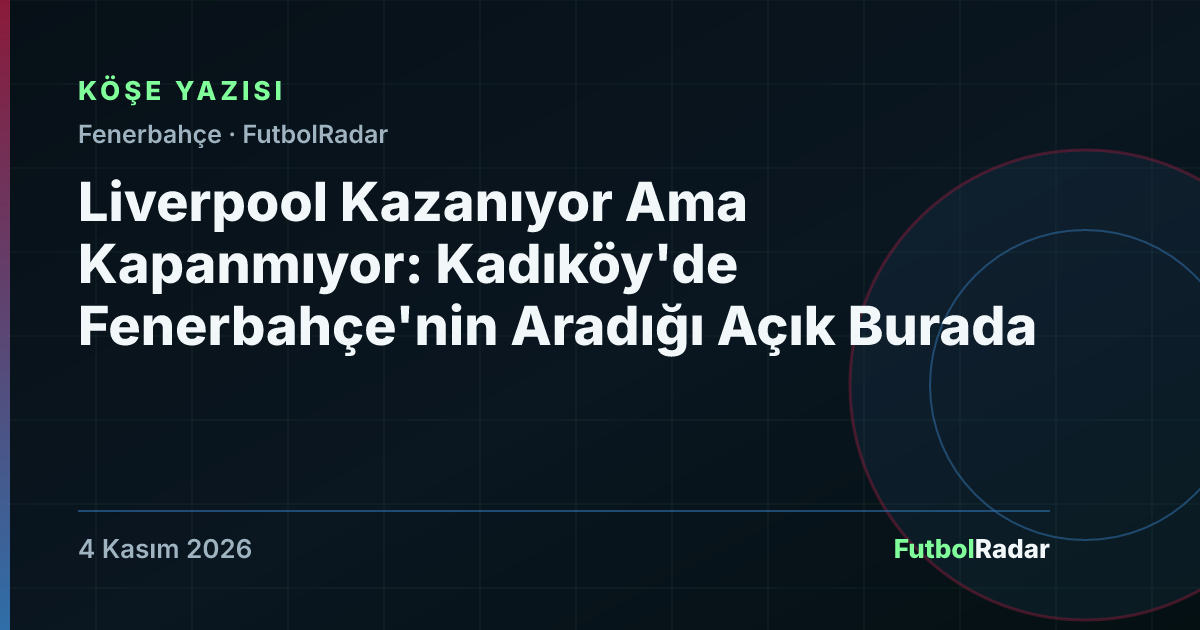 KÖŞE YAZISI
Fenerbahçe · FutbolRadar
Liverpool Kazanıyor Ama
Kapanmıyor: Kadıköy'de
Fenerbahçe'nin Aradığı Açık Burada
4 Kasım 2026
FutbolRadar